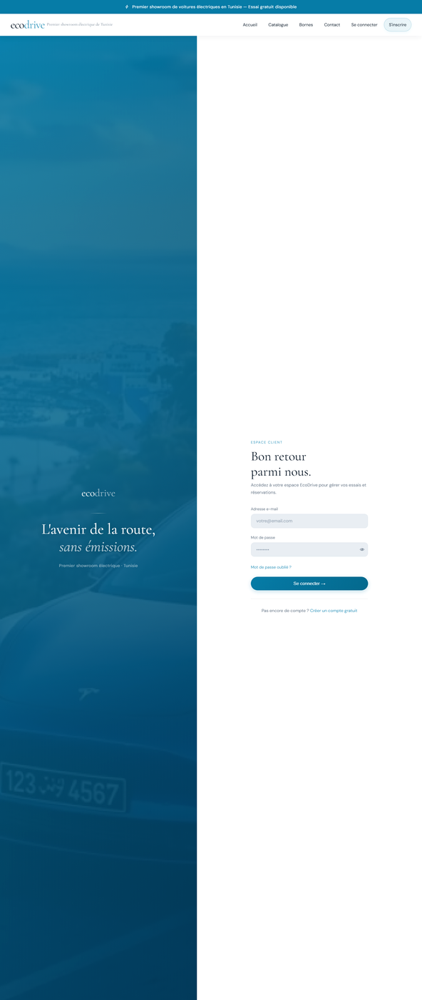 Premier showroom de voitures électriques en Tunisie — Essai gratuit disponible
ecodrive Premier showroom électrique de Tunisie
Accueil Catalogue Bornes Contact Se connecter S'inscrire
ecodrive
L'avenir de la route,
sans émissions.
Premier showroom électrique · Tunisie
123 تونس 4567
ESPACE CLIENT
Bon retour
parmi nous.
Accédez à votre espace EcoDrive pour gérer vos essais et
réservations.
Adresse e-mail
votre@email.com
Mot de passe
••••••••
Mot de passe oublié ?
Se connecter →
Pas encore de compte ? Créer un compte gratuit